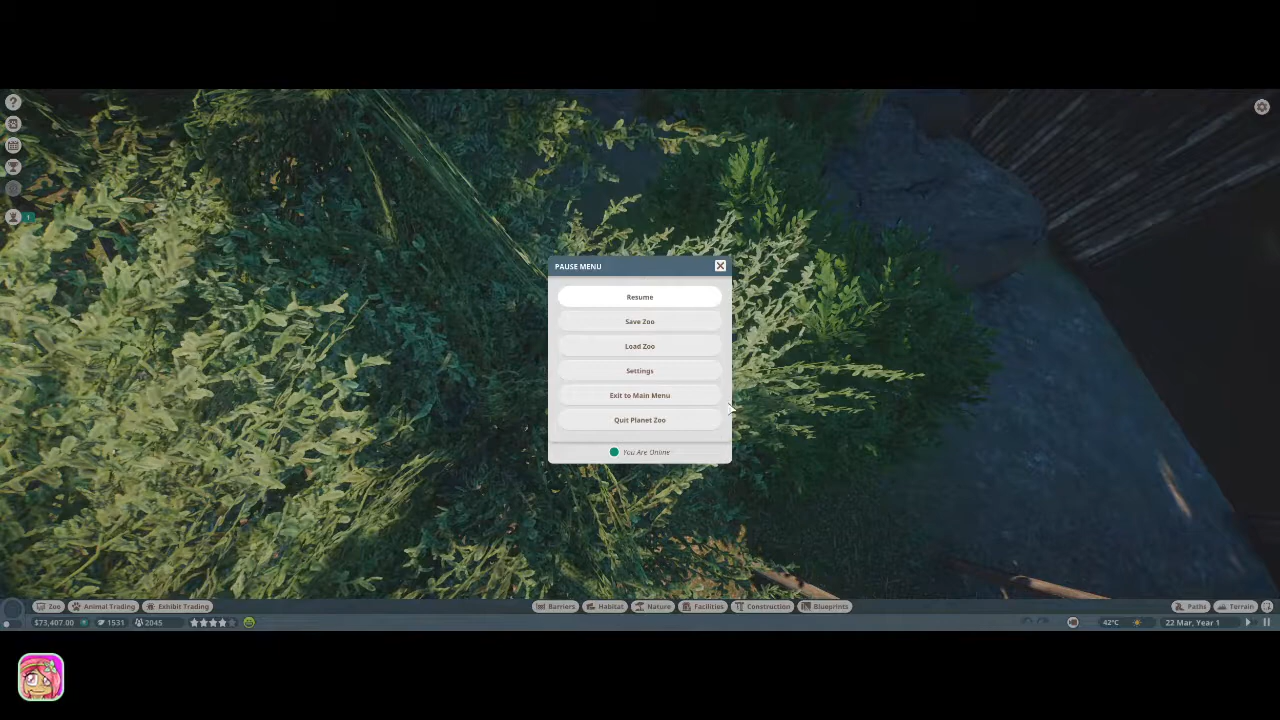 PAUSE MENU
Resume
Save Zoo
Load Zoo
Settings
Exit to Main Menu
Quit Planet Zoo
You Are Online
?
1
Zoo Animal Trading Exhibit Trading Barriers Habitat Nature Facilities Construction Blueprints Paths Terrain
$73,407.00 1531 2045 42°C 22 Mar, Year 1